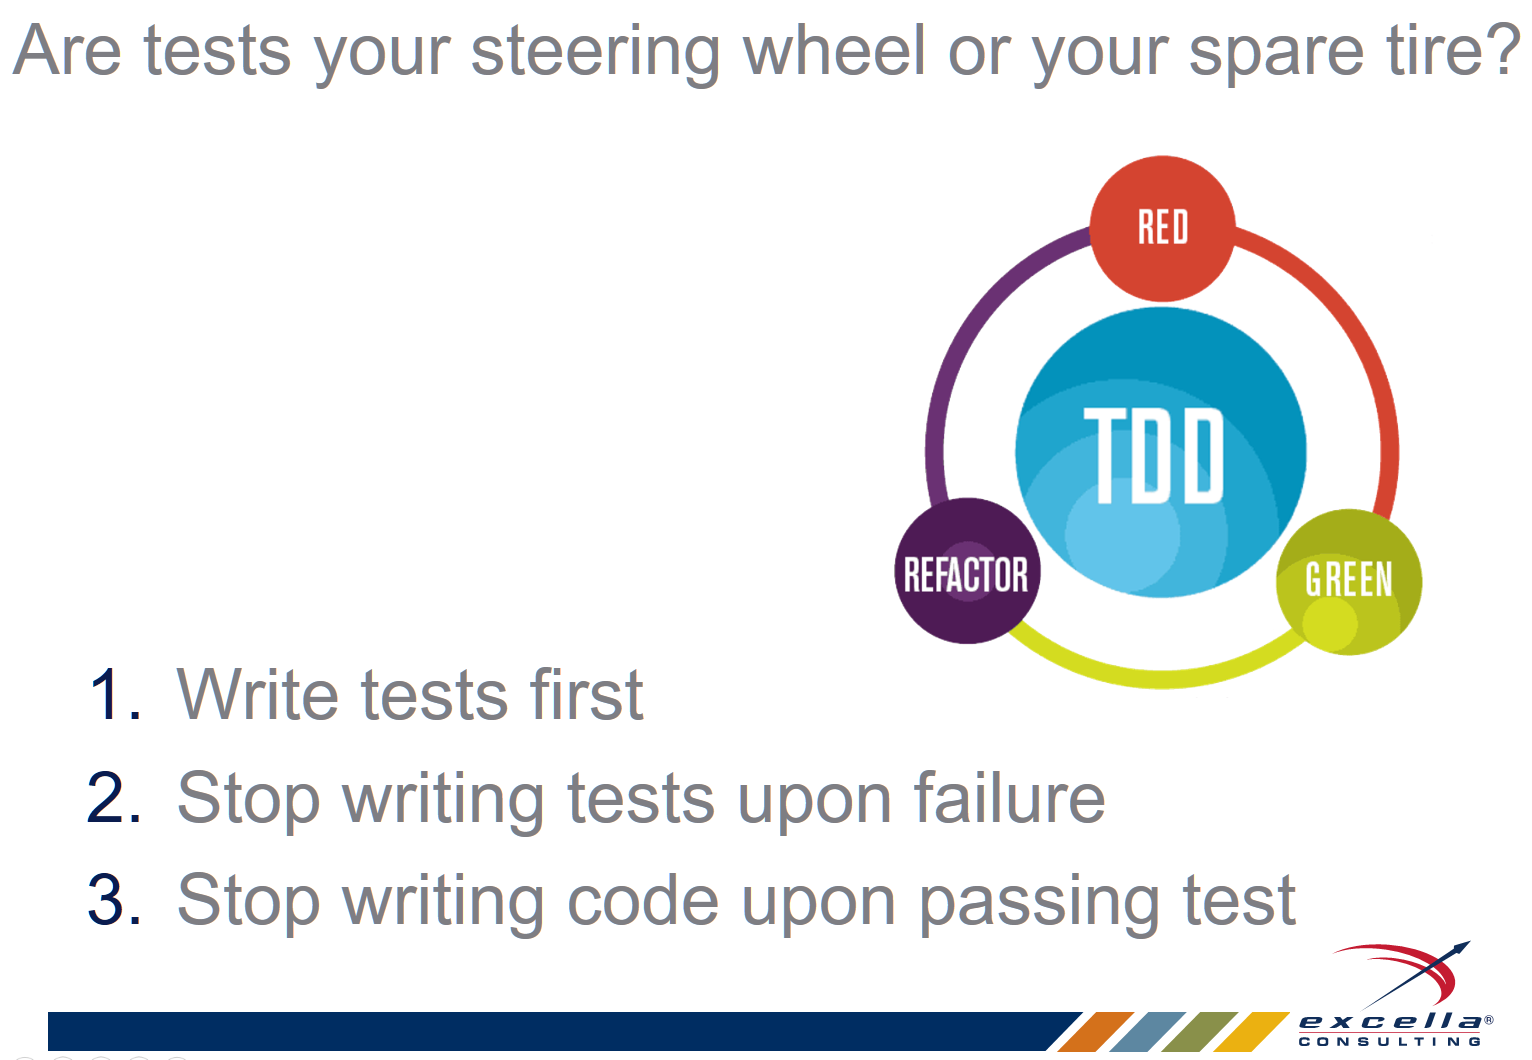 Are tests your steering wheel or your spare tire?
RED
TDD
REFACTOR
GREEN
1. Write tests first
2. Stop writing tests upon failure
3. Stop writing code upon passing test
excella®
CONSULTING